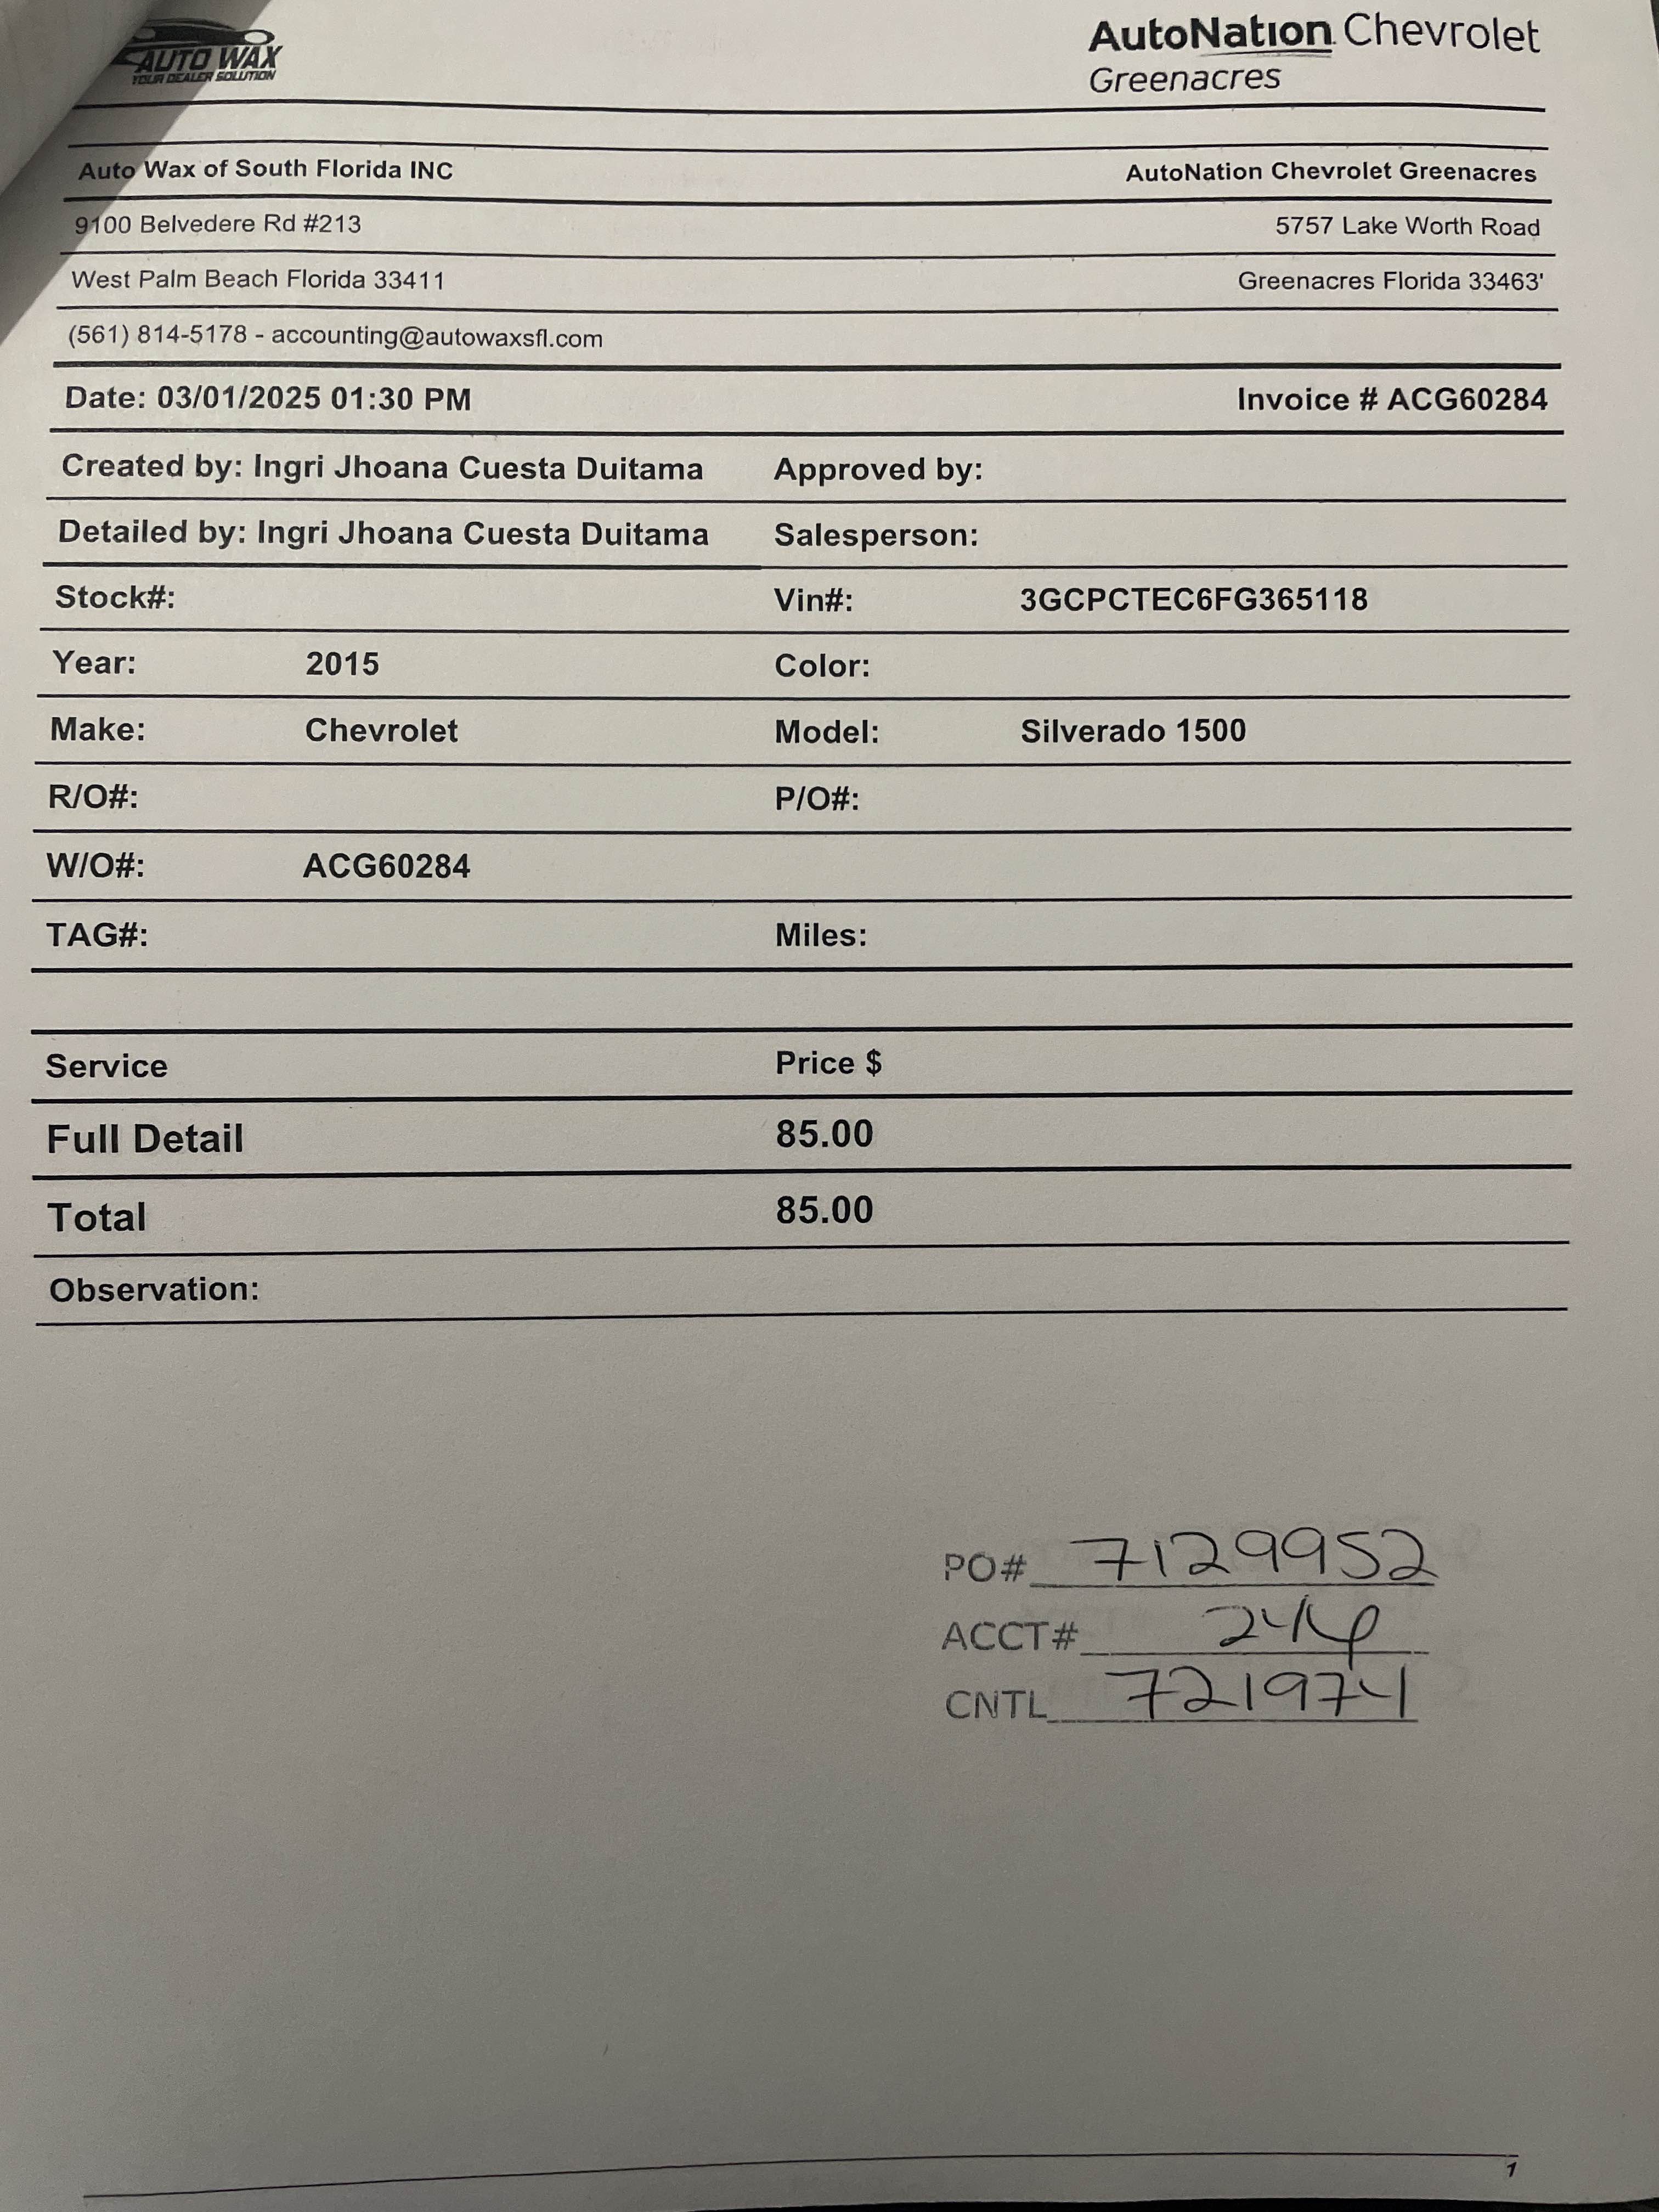 AUTO WAX
YOUR DEALER SOLUTION
AutoNation Chevrolet
Greenacres
Auto Wax of South Florida INC AutoNation Chevrolet Greenacres
9100 Belvedere Rd #213 5757 Lake Worth Road
West Palm Beach Florida 33411 Greenacres Florida 33463'
(561) 814-5178 - accounting@autowaxsfl.com
Date: 03/01/2025 01:30 PM Invoice # ACG60284
Created by: Ingri Jhoana Cuesta Duitama Approved by:
Detailed by: Ingri Jhoana Cuesta Duitama Salesperson:
Stock#: Vin#: 3GCPCTEC6FG365118
Year: 2015 Color:
Make: Chevrolet Model: Silverado 1500
R/O#: P/O#:
W/O#: ACG60284
TAG#: Miles:
Service Price $
Full Detail 85.00
Total 85.00
Observation:
PO# 7129952
ACCT#
CNTL 721974
1